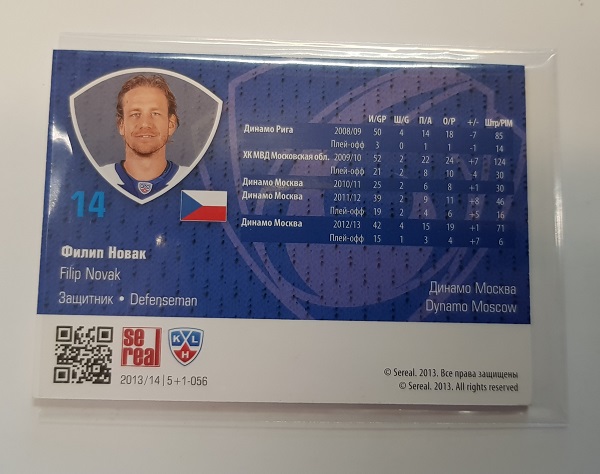 И/GP Ш/G П/A О/P +/- Штр/PIM
Динамо Рига 2008/09 50 4 14 18 -7 85
Плей-офф 3 0 1 1 -1 14
ХК МВД Московская обл. 2009/10 52 2 22 24 +7 124
Плей-офф 21 2 8 10 4 30
Динамо Москва 2010/11 25 2 6 8 +1 30
Динамо Москва 2011/12 39 2 9 11 +8 46
Плей-офф 19 2 4 6 +5 16
Динамо Москва 2012/13 42 4 15 19 +1 71
Плей-офф 15 1 3 4 +7 6
14
Филип Новак
Filip Novak
Защитник • Defenseman
Динамо Москва
Dynamo Moscow
se real
KHL
2013/14 | 5+1-056
© Sereal. 2013. Все права защищены
© Sereal. 2013. All rights reserved